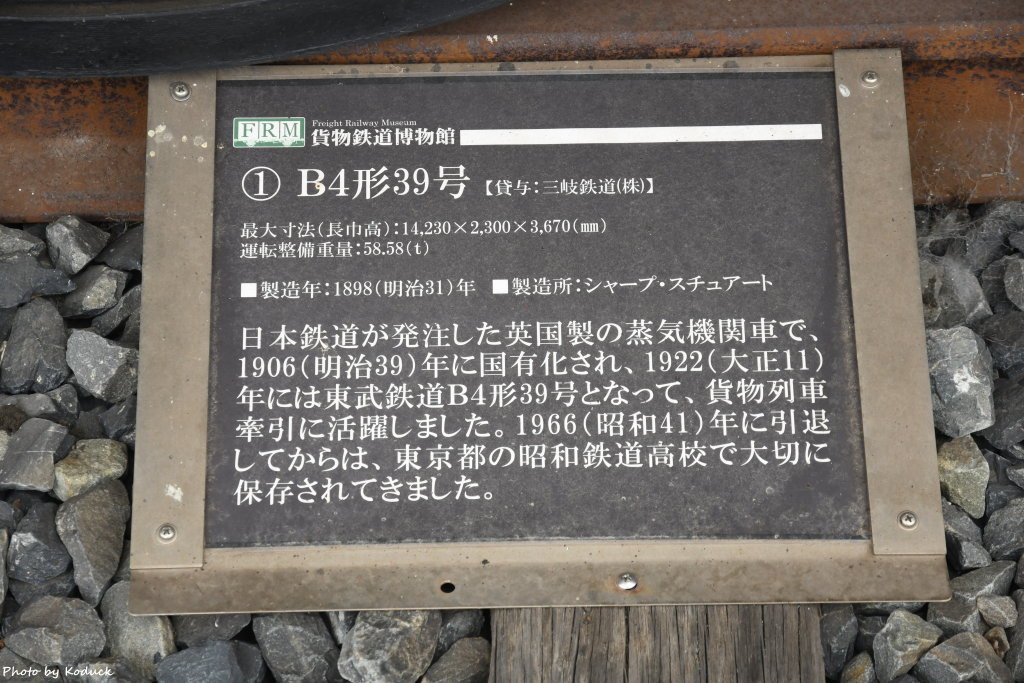 FRM Freight Railway Museum
貨物鉄道博物館
① B4形39号 【貸与:三岐鉄道(株)】
最大寸法(長巾高):14,230×2,300×3,670(㎜)
運転整備重量:58.58(t)
■製造年:1898(明治31)年 ■製造所:シャープ・スチュアート
日本鉄道が発注した英国製の蒸気機関車で、
1906(明治39)年に国有化され、1922(大正11)
年には東武鉄道B4形39号となって、貨物列車
牽引に活躍しました。1966(昭和41)年に引退
してからは、東京都の昭和鉄道高校で大切に
保存されてきました。
Photo by Koduck